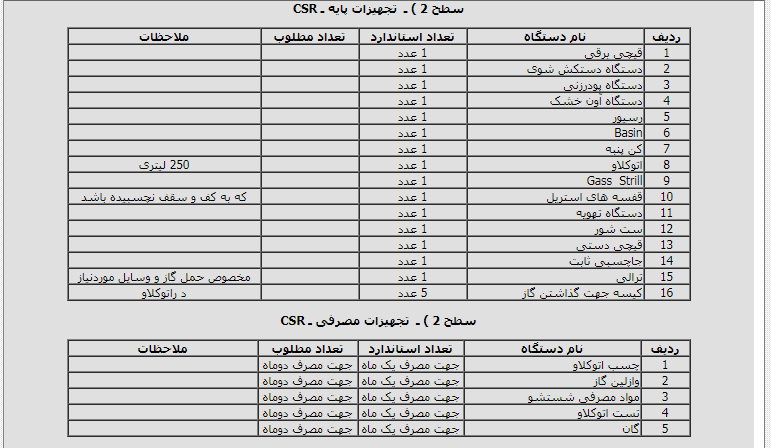 سطح 2 ) ـ تجهیزات پایه ـ CSR
ردیف نام دستگاه تعداد استاندارد تعداد مطلوب ملاحظات
1 قیچی برقی 1 عدد
2 دستگاه دستکش شوی 1 عدد
3 دستگاه پودرزنی 1 عدد
4 دستگاه آون خشک 1 عدد
5 رسیور 1 عدد
6 Basin 1 عدد
7 کن پنبه 1 عدد
8 اتوکلاو 1 عدد 250 لیتری
9 Gass Strill 1 عدد
10 قفسه های استریل 1 عدد که به کف و سقف نچسبیده باشد
11 دستگاه تهویه 1 عدد
12 ست شور 1 عدد
13 قیچی دستی 1 عدد
14 جاچسبی ثابت 1 عدد
15 ترالی 1 عدد مخصوص حمل گاز و وسایل موردنیاز
16 کیسه جهت گذاشتن گاز 5 عدد د راتوکلاو
سطح 2 ) ـ تجهیزات مصرفی ـ CSR
ردیف نام دستگاه تعداد استاندارد تعداد مطلوب ملاحظات
1 چسب اتوکلاو جهت مصرف یک ماه جهت مصرف دوماه
2 وازلین گاز جهت مصرف یک ماه جهت مصرف دوماه
3 مواد مصرفی شستشو جهت مصرف یک ماه جهت مصرف دوماه
4 تست اتوکلاو جهت مصرف یک ماه جهت مصرف دوماه
5 گان جهت مصرف یک ماه جهت مصرف دوماه